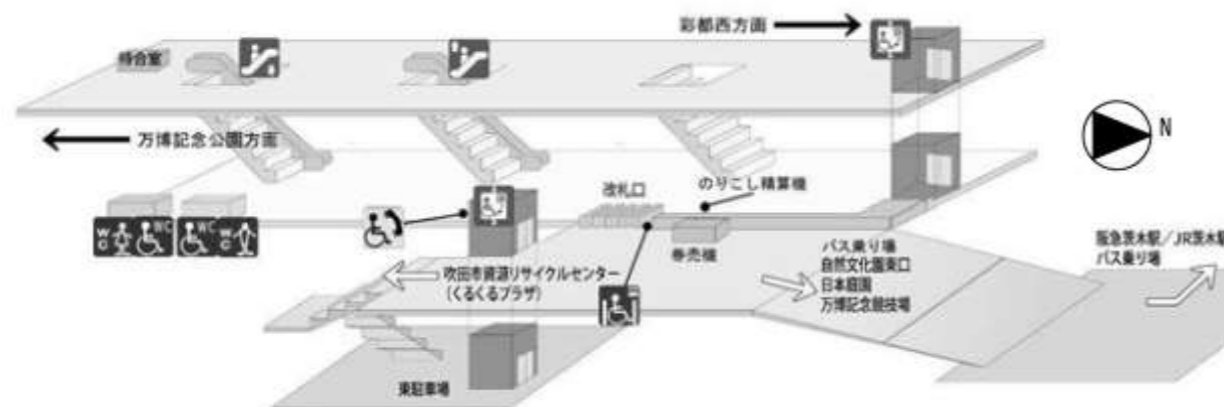 彩都西方面
待合室
万博記念公園方面
N
改札口
のりこし精算機
券売機
WC
WC
WC
WC
吹田市資源リサイクルセンター
(くるくるプラザ)
バス乗り場
自然文化園東口
日本庭園
万博記念競技場
阪急茨木駅/JR茨木駅
バス乗り場
東駐車場